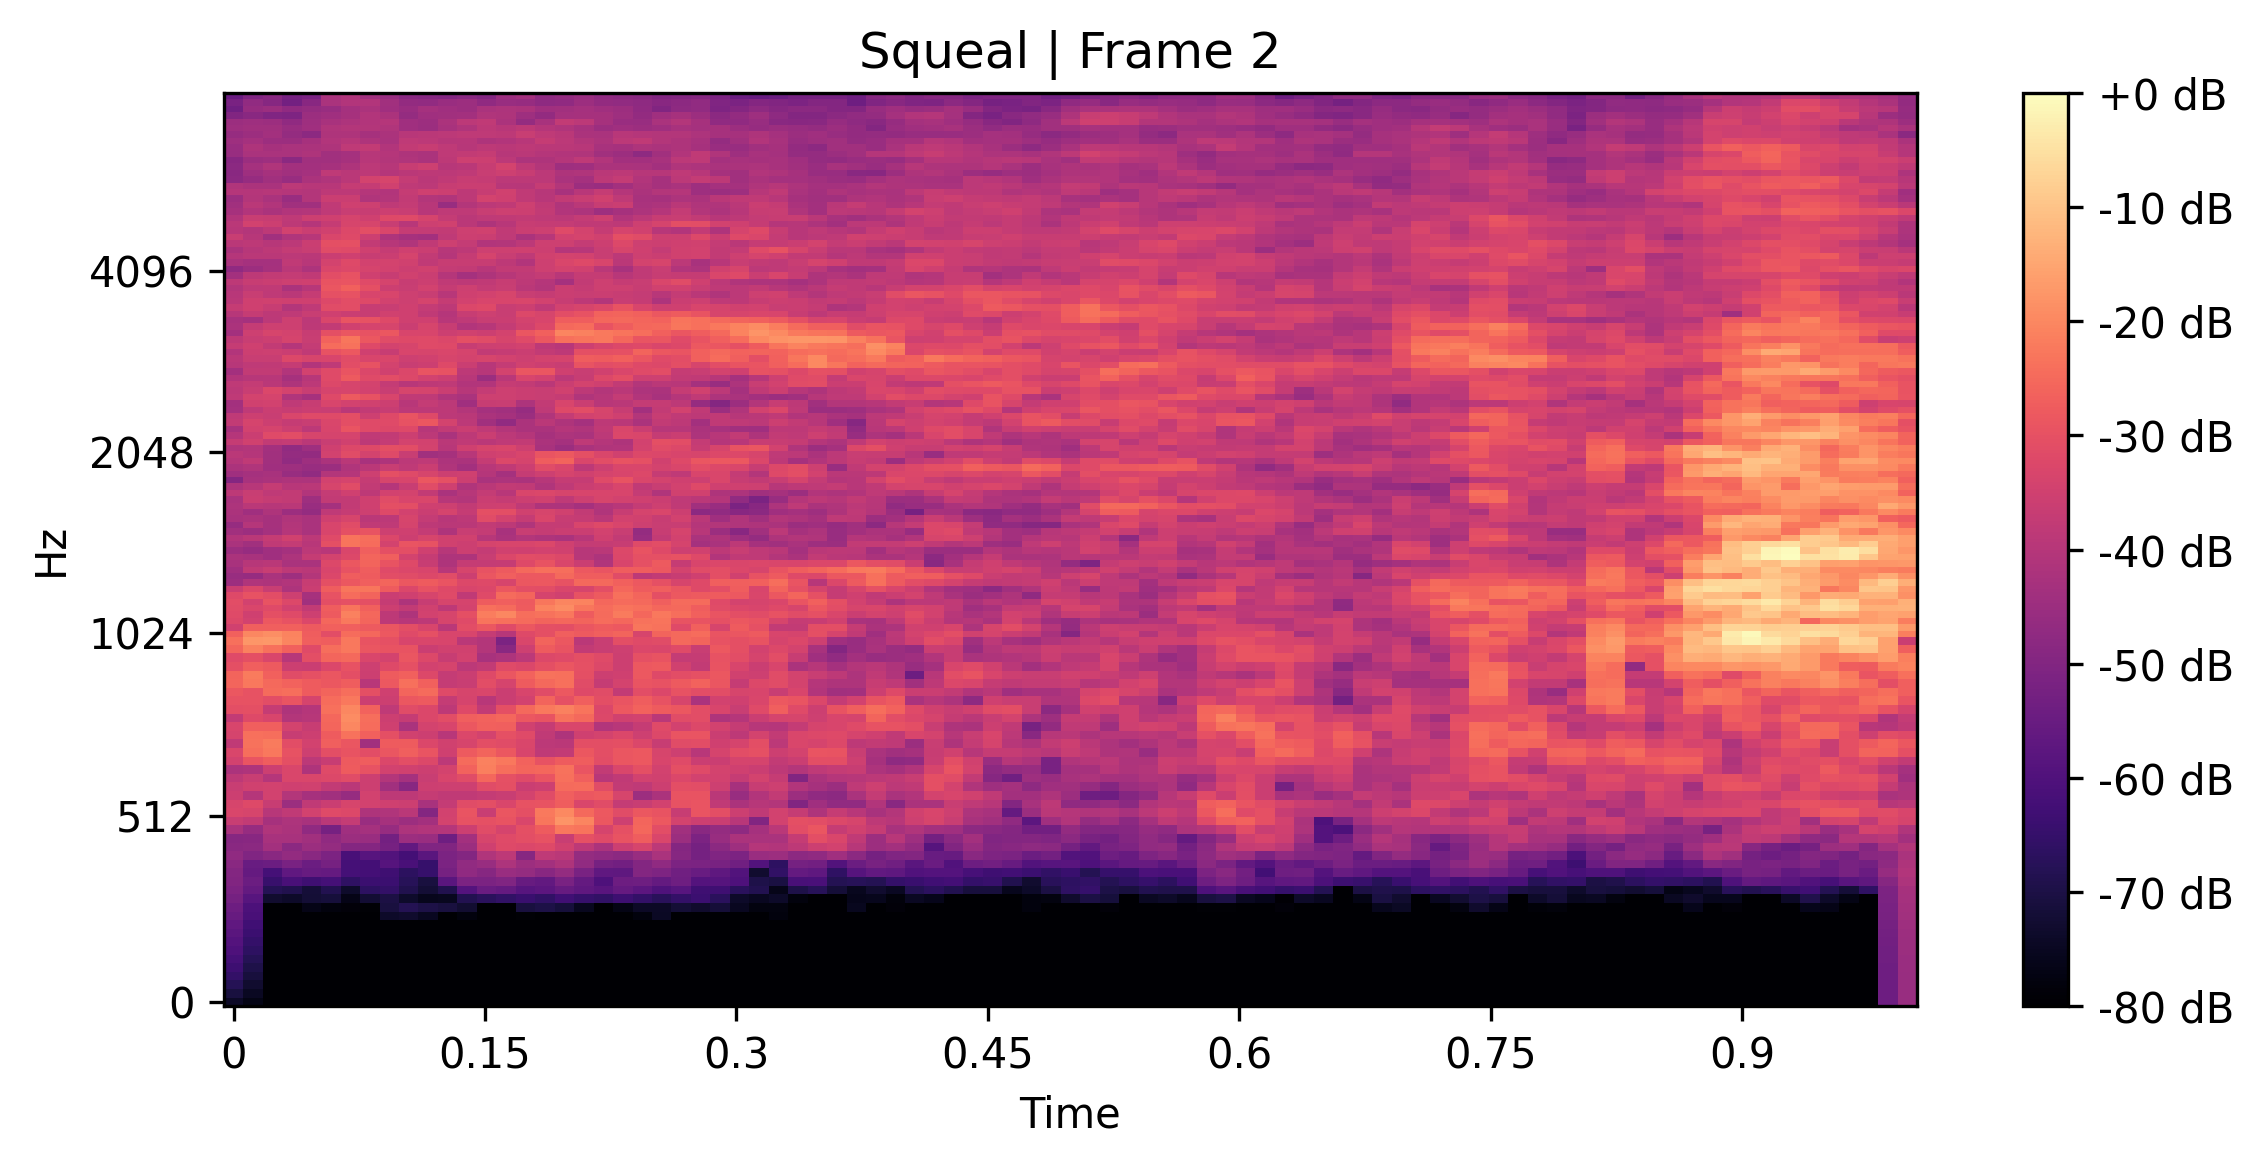 Squeal | Frame 2
+0 dB
-10 dB
-20 dB
-30 dB
-40 dB
-50 dB
-60 dB
-70 dB
-80 dB
Hz
4096
2048
1024
512
0
0 0.15 0.3 0.45 0.6 0.75 0.9
Time